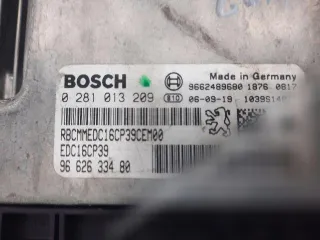 BOSCH
Made in Germany
9662489680 1876 0817
0 281 013 209
06-09-19
RBCMMEDC16CP39CEM00
EDC16CP39
96 626 334 80